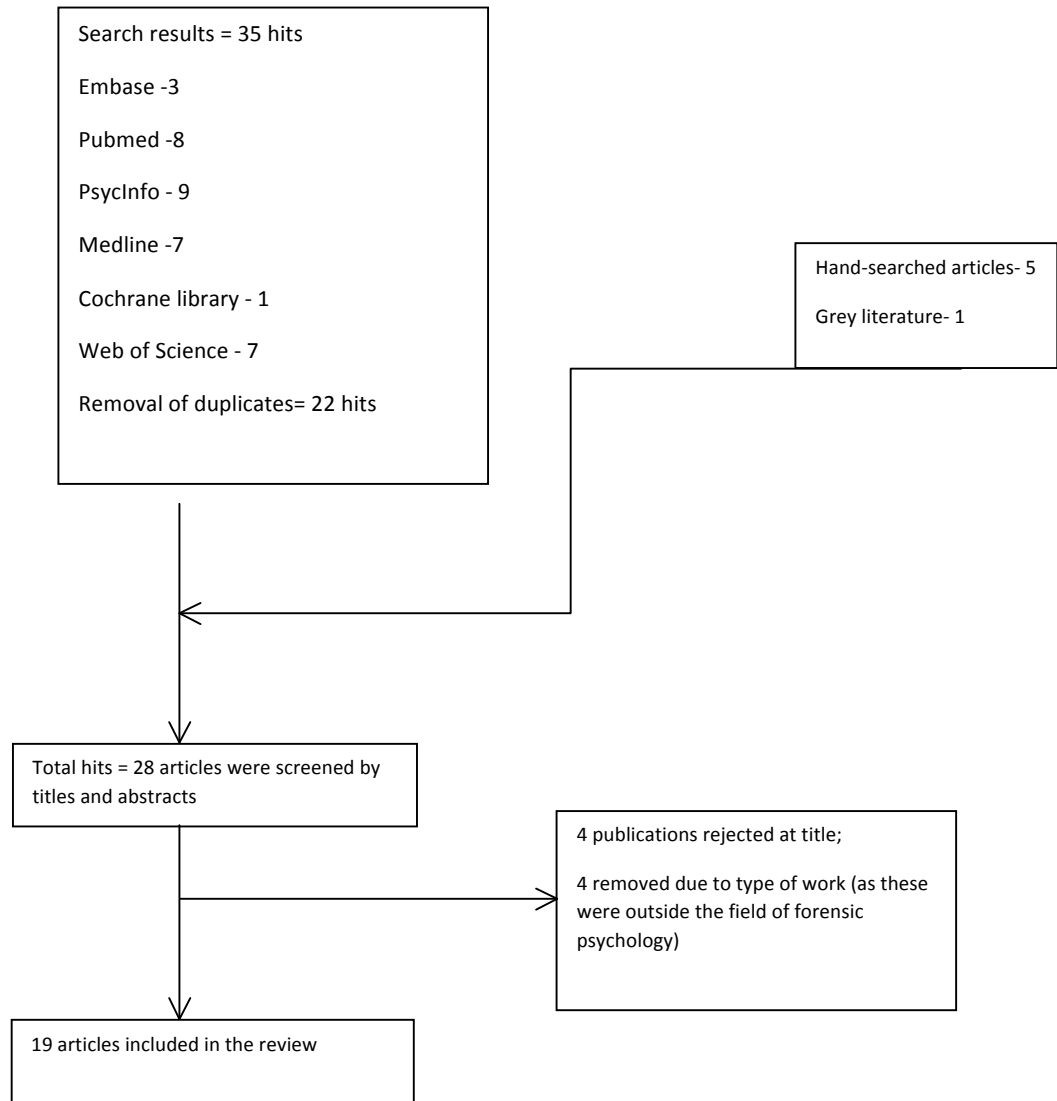 Search results = 35 hits
Embase -3
Pubmed -8
PsycInfo - 9
Medline -7
Cochrane library - 1
Web of Science - 7
Removal of duplicates= 22 hits
Hand-searched articles- 5
Grey literature- 1
Total hits = 28 articles were screened by
titles and abstracts
4 publications rejected at title;
4 removed due to type of work (as these
were outside the field of forensic
psychology)
19 articles included in the review